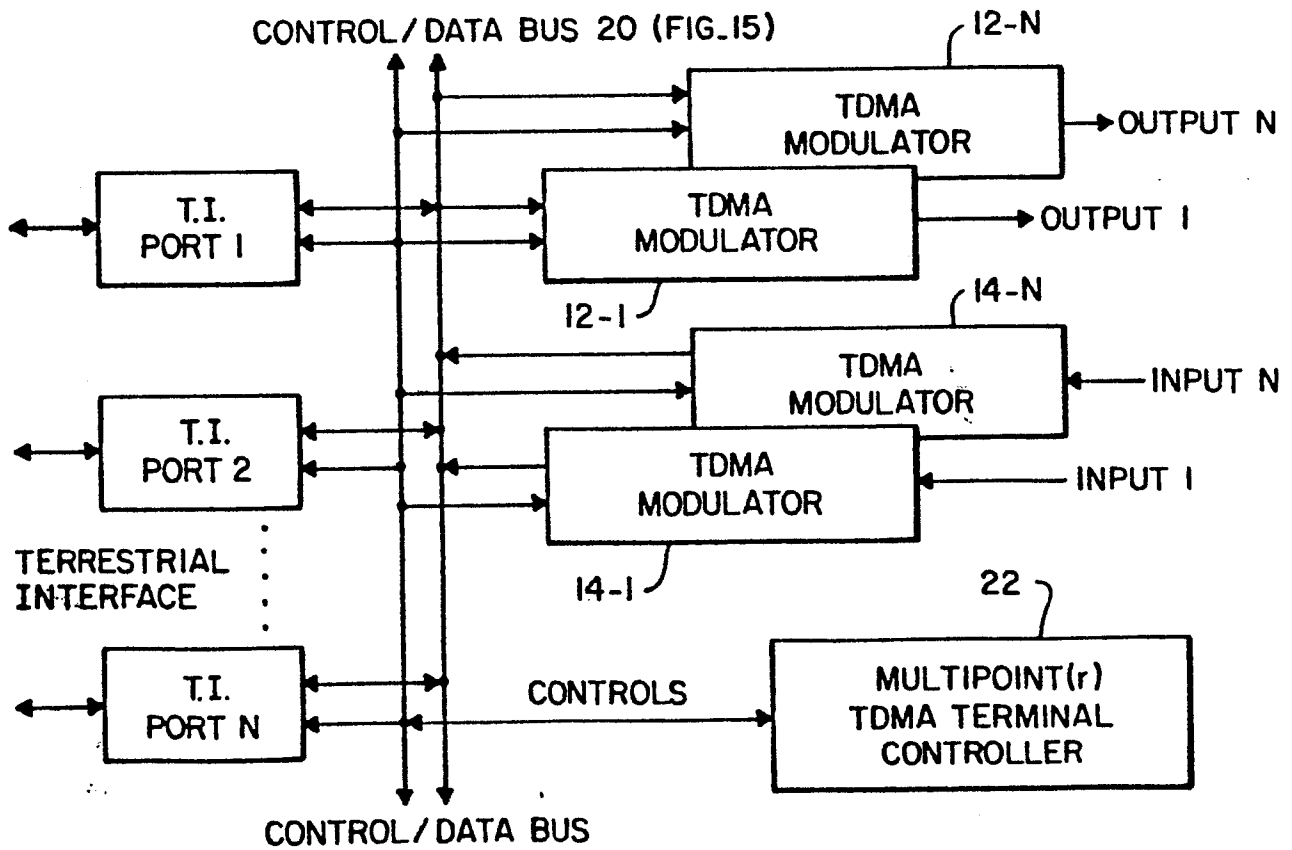 CONTROL/DATA BUS 20 (FIG_15)
12-N
TDMA
MODULATOR
OUTPUT N
T.I.
PORT 1
TDMA
MODULATOR
OUTPUT 1
12-1
14-N
TDMA
MODULATOR
INPUT N
T.I.
PORT 2
TDMA
MODULATOR
INPUT 1
TERRESTRIAL
INTERFACE
14-1
22
T.I.
PORT N
CONTROLS
MULTIPOINT(r)
TDMA TERMINAL
CONTROLLER
CONTROL/DATA BUS